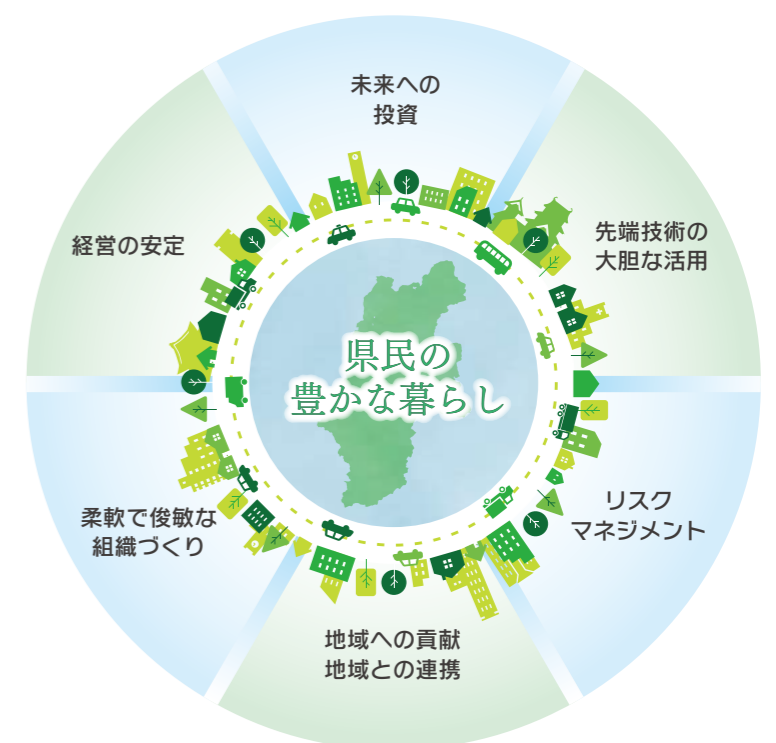 未来への
投資
先端技術の
大胆な活用
リスク
マネジメント
地域への貢献
地域との連携
柔軟で俊敏な
組織づくり
経営の安定
県民の
豊かな暮らし